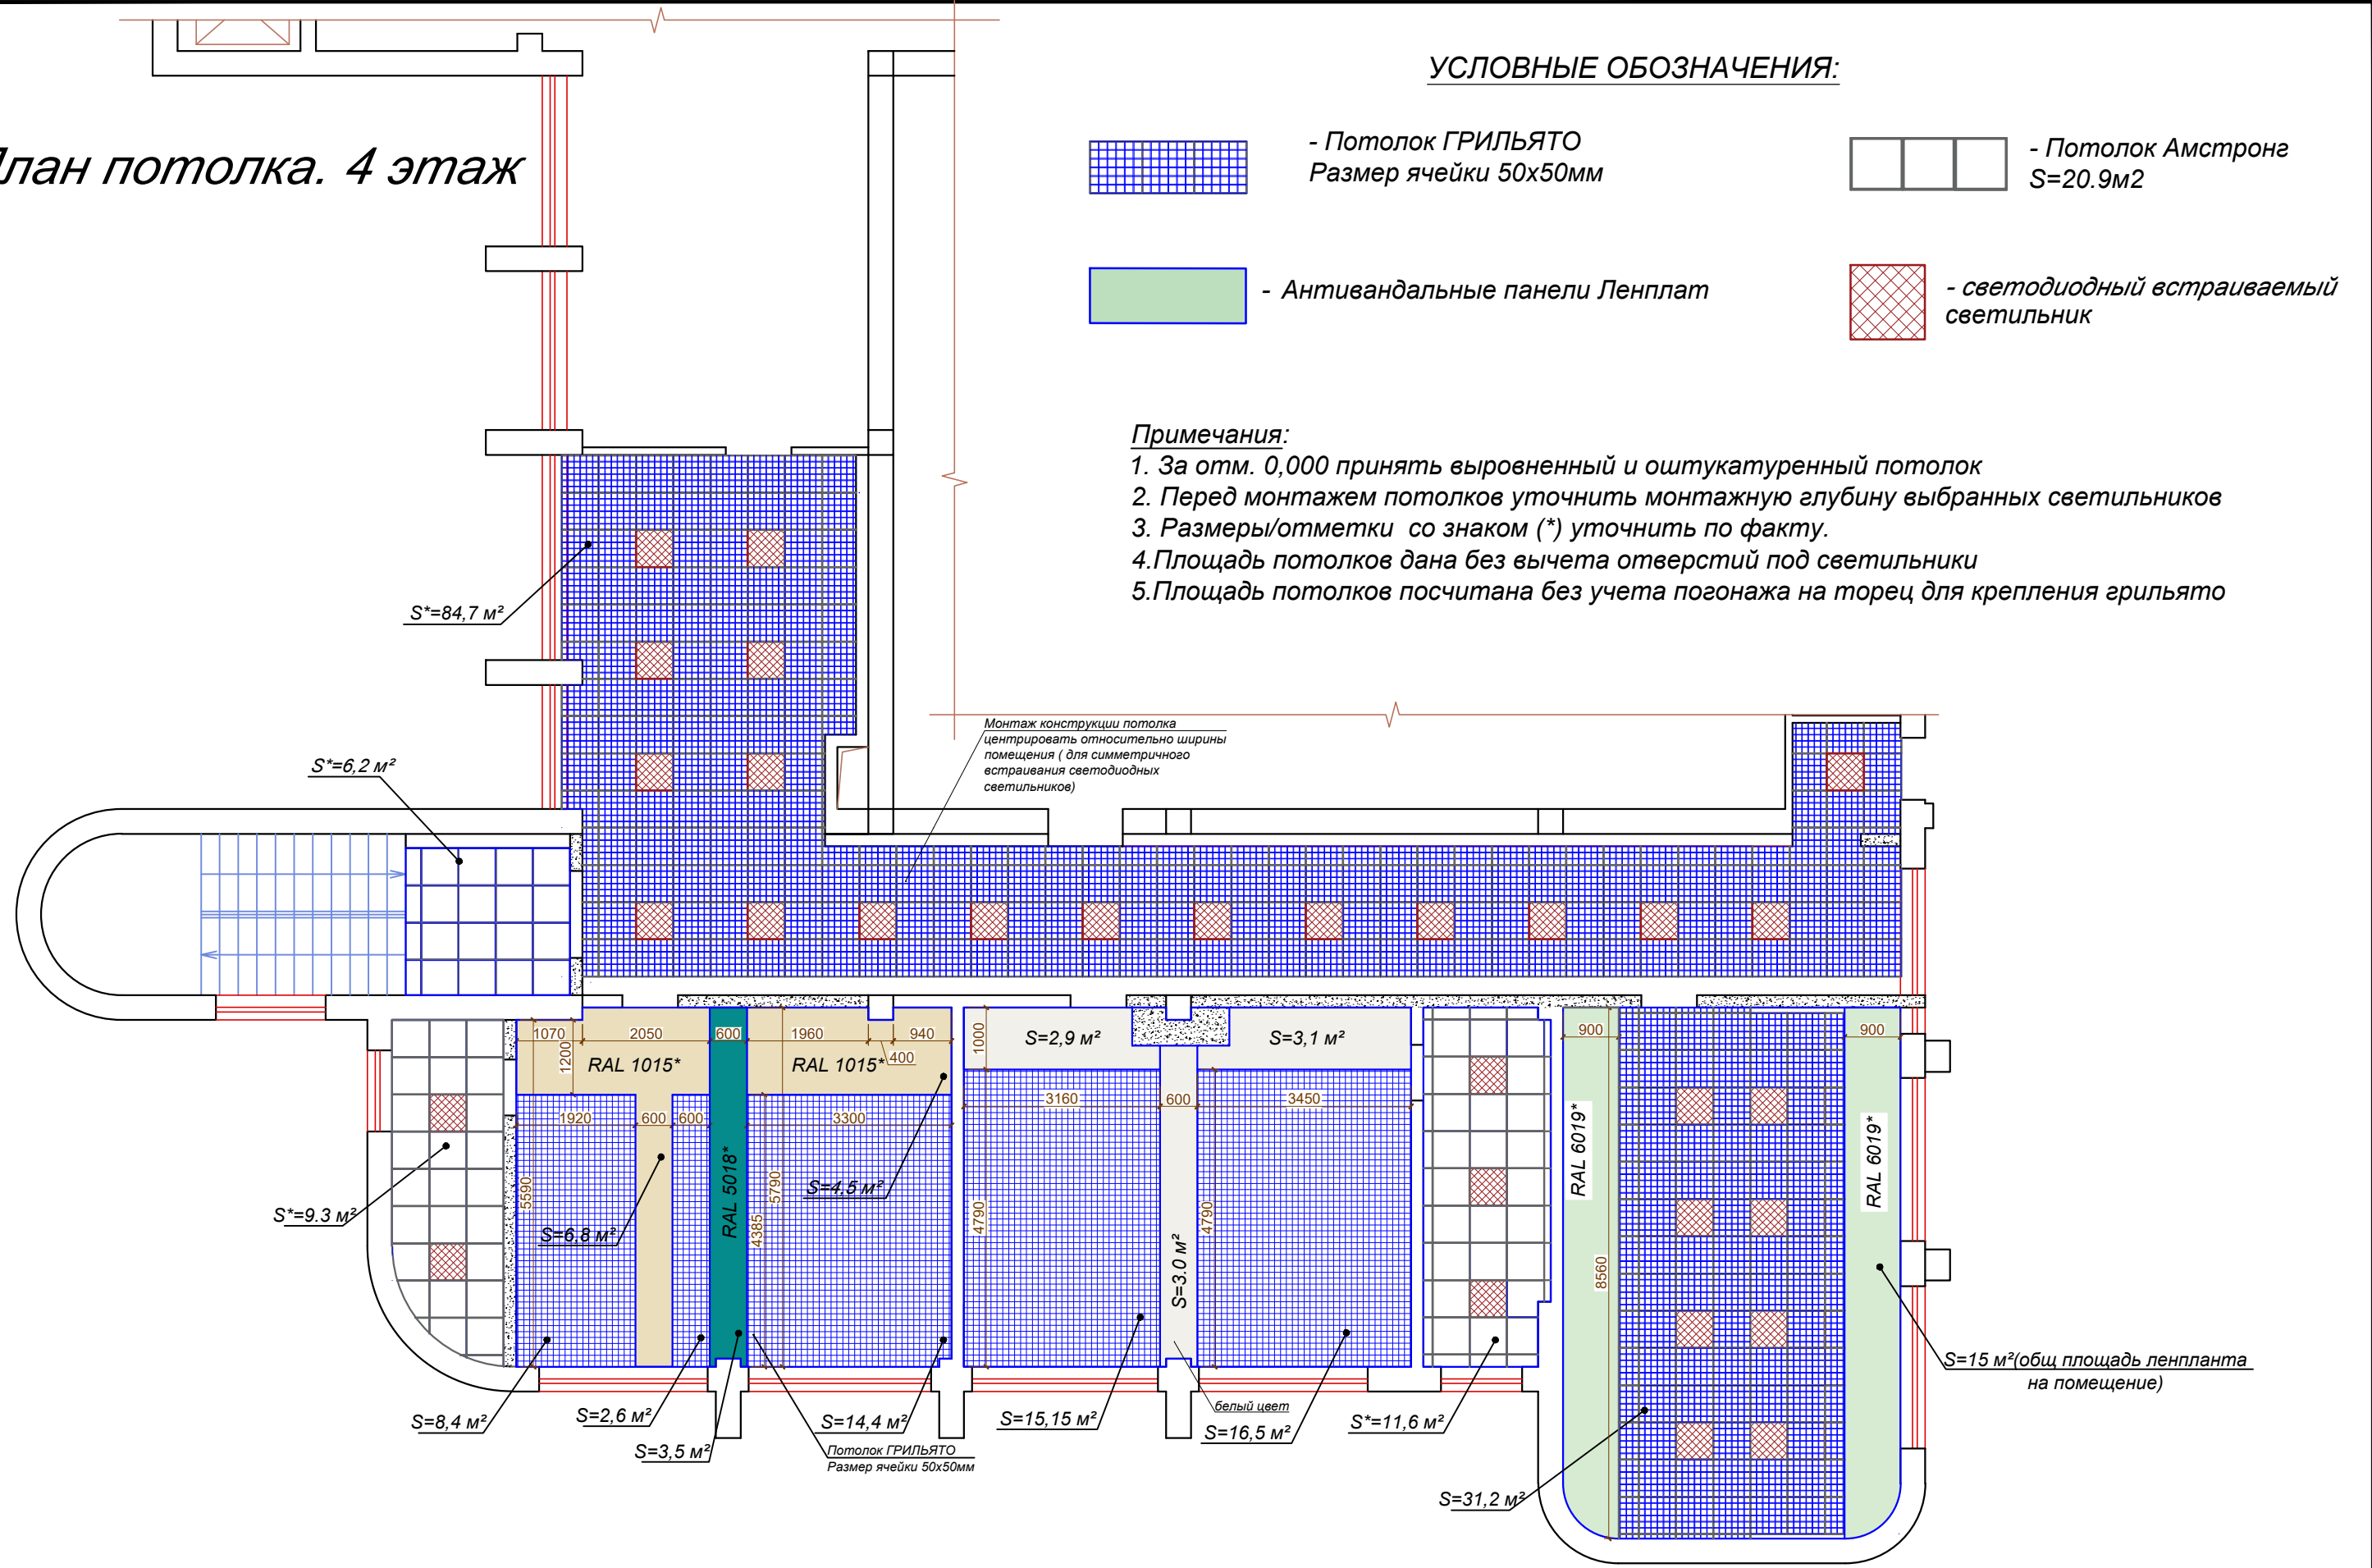 УСЛОВНЫЕ ОБОЗНАЧЕНИЯ:
лан потолка. 4 этаж
- Потолок ГРИЛЬЯТО
Размер ячейки 50х50мм
- Потолок Амстронг
S=20.9м2
- Антивандальные панели Ленплат
- светодиодный встраиваемый
светильник
Примечания:
1. За отм. 0,000 принять выровненный и оштукатуренный потолок
2. Перед монтажем потолков уточнить монтажную глубину выбранных светильников
3. Размеры/отметки со знаком (*) уточнить по факту.
4.Площадь потолков дана без вычета отверстий под светильники
5.Площадь потолков посчитана без учета погонажа на торец для крепления грильято
S*=84,7 м²
Монтаж конструкции потолка
центрировать относительно ширины
помещения ( для симметричного
встраивания светодиодных
светильников)
S*=6,2 м²
1070
2050
600
1960
940
400
1200
RAL 1015*
RAL 1015*
1000
S=2,9 м²
S=3,1 м²
900
900
1920
600
600
3300
3160
600
3450
RAL 6019*
RAL 6019*
RAL 5018*
5590
5790
4385
4790
4790
8560
S=4,5 м²
S=6,8 м²
S=3.0 м²
S*=9.3 м²
S=8,4 м²
S=2,6 м²
S=3,5 м²
S=14,4 м²
Потолок ГРИЛЬЯТО
Размер ячейки 50х50мм
S=15,15 м²
белый цвет
S=16,5 м²
S*=11,6 м²
S=31,2 м²
S=15 м²(общ площадь ленпланта
на помещение)